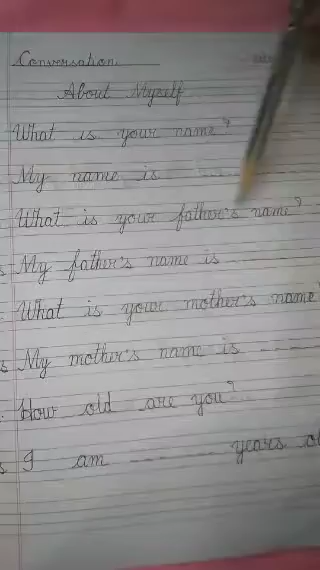 Conversation
About Myself
What is your name?
My name is
What is your father's name?
My father's name is
What is your mother's name?
My mother's name is
How old are you?
I am years